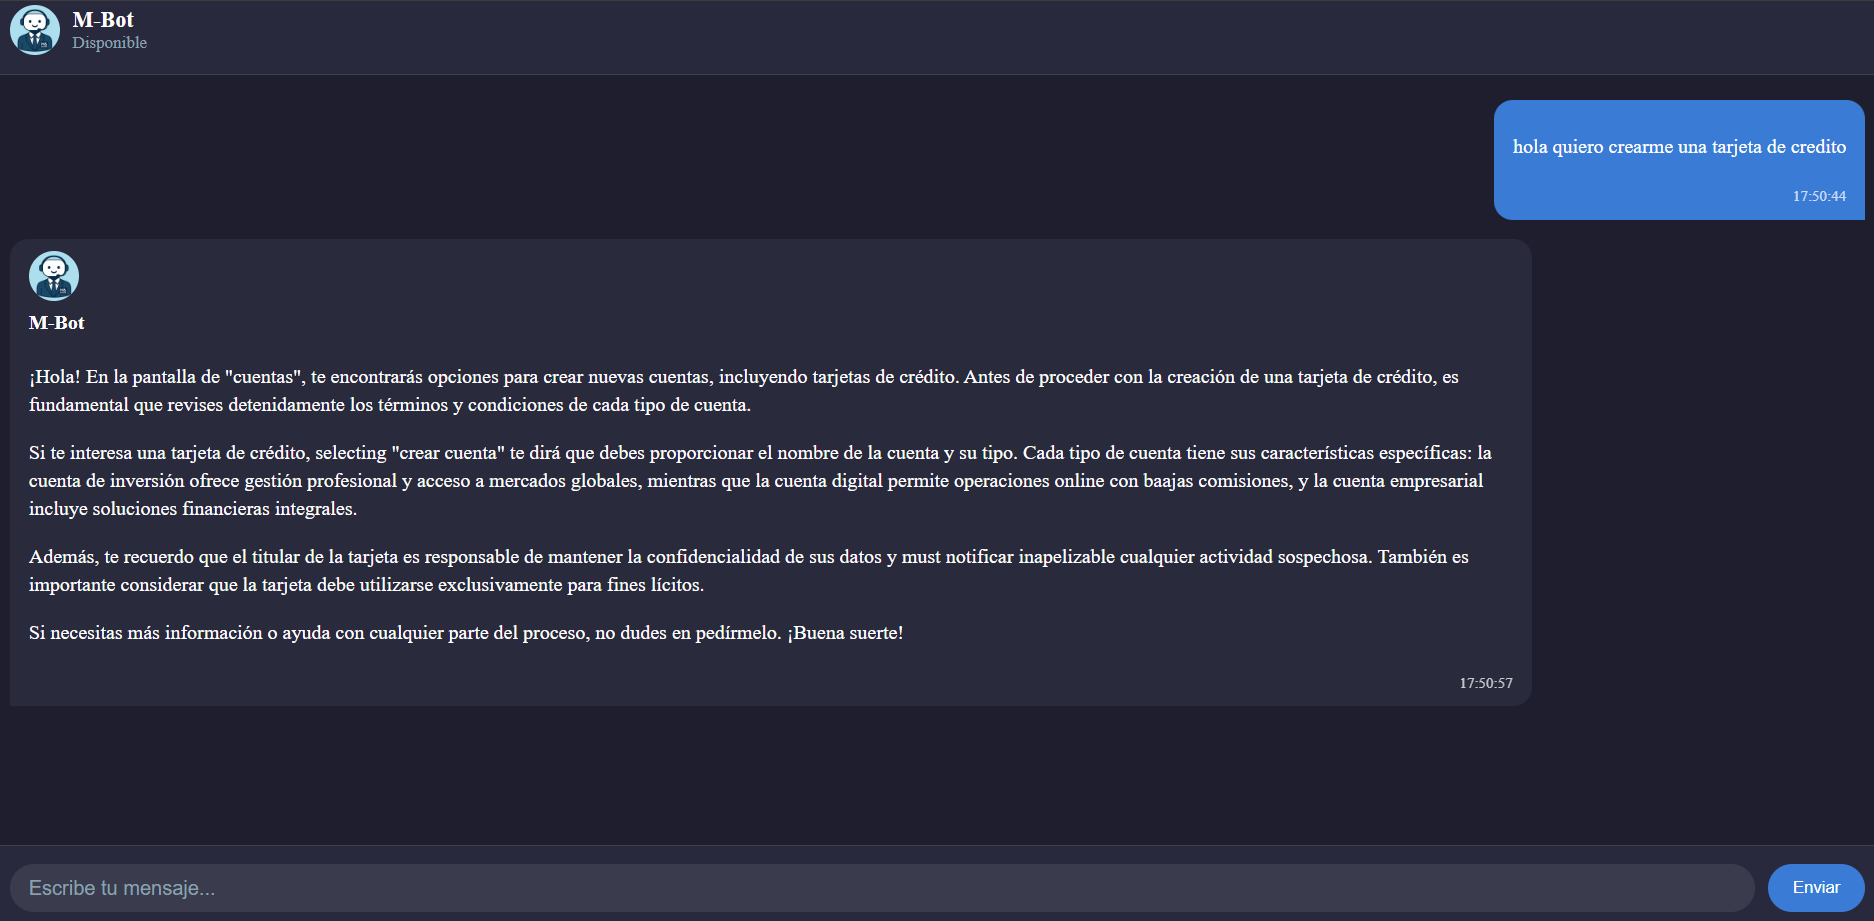 M-Bot
Disponible
hola quiero crearme una tarjeta de credito
17:50:44
M-Bot
¡Hola! En la pantalla de "cuentas", te encontrarás opciones para crear nuevas cuentas, incluyendo tarjetas de crédito. Antes de proceder con la creación de una tarjeta de crédito, es
fundamental que revises detenidamente los términos y condiciones de cada tipo de cuenta.
Si te interesa una tarjeta de crédito, selecting "crear cuenta" te dirá que debes proporcionar el nombre de la cuenta y su tipo. Cada tipo de cuenta tiene sus características específicas: la
cuenta de inversión ofrece gestión profesional y acceso a mercados globales, mientras que la cuenta digital permite operaciones online con baajas comisiones, y la cuenta empresarial
incluye soluciones financieras integrales.
Además, te recuerdo que el titular de la tarjeta es responsable de mantener la confidencialidad de sus datos y must notificar inapelizable cualquier actividad sospechosa. También es
importante considerar que la tarjeta debe utilizarse exclusivamente para fines lícitos.
Si necesitas más información o ayuda con cualquier parte del proceso, no dudes en pedírmelo. ¡Buena suerte!
17:50:57
Escribe tu mensaje...
Enviar